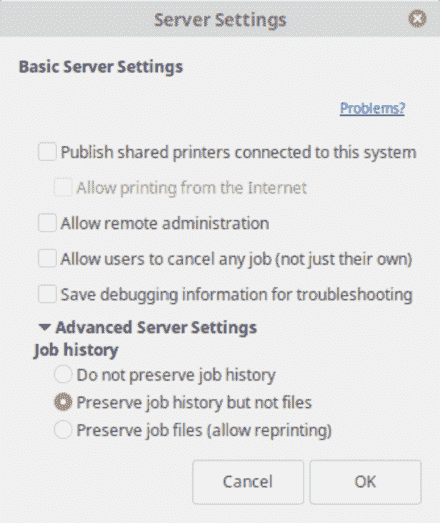 Server Settings
Basic Server Settings
Problems?
Publish shared printers connected to this system
Allow printing from the Internet
Allow remote administration
Allow users to cancel any job (not just their own)
Save debugging information for troubleshooting
Advanced Server Settings
Job history
Do not preserve job history
Preserve job history but not files
Preserve job files (allow reprinting)
Cancel OK